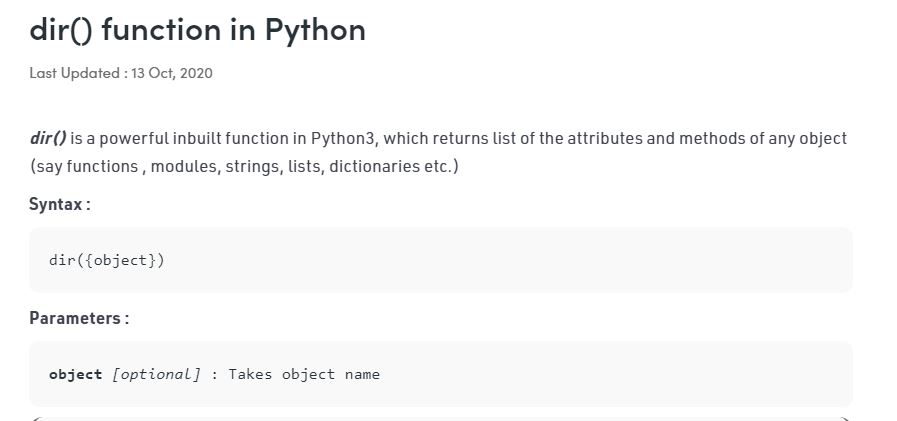 dir() function in Python
Last Updated : 13 Oct, 2020
dir() is a powerful inbuilt function in Python3, which returns list of the attributes and methods of any object
(say functions , modules, strings, lists, dictionaries etc.)
Syntax :
dir({object})
Parameters :
object [optional] : Takes object name